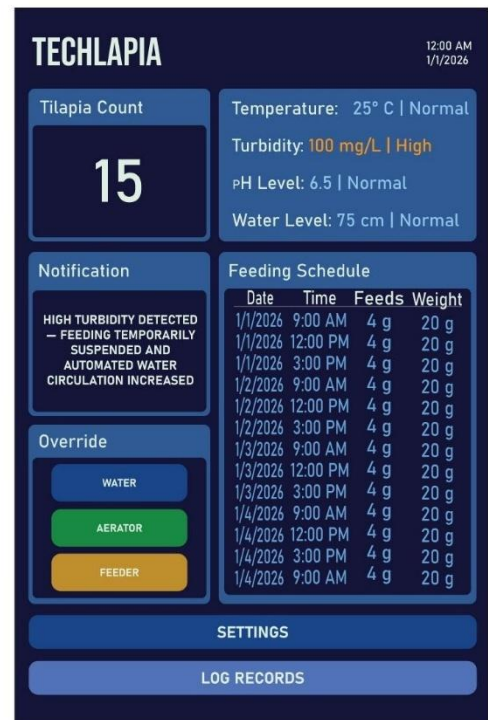 TECHLAPIA
12:00 AM
1/1/2026
Tilapia Count
15
Temperature: 25° C | Normal
Turbidity: 100 mg/L | High
PH Level: 6.5 | Normal
Water Level: 75 cm | Normal
Notification
HIGH TURBIDITY DETECTED
— FEEDING TEMPORARILY
SUSPENDED AND
AUTOMATED WATER
CIRCULATION INCREASED
Override
WATER
AERATOR
FEEDER
Feeding Schedule
Date Time Feeds Weight
1/1/2026 9:00 AM 4 g 20 g
1/1/2026 12:00 PM 4 g 20 g
1/1/2026 3:00 PM 4 g 20 g
1/2/2026 9:00 AM 4 g 20 g
1/2/2026 12:00 PM 4 g 20 g
1/2/2026 3:00 PM 4 g 20 g
1/3/2026 9:00 AM 4 g 20 g
1/3/2026 12:00 PM 4 g 20 g
1/3/2026 3:00 PM 4 g 20 g
1/4/2026 9:00 AM 4 g 20 g
1/4/2026 12:00 PM 4 g 20 g
1/4/2026 3:00 PM 4 g 20 g
1/4/2026 9:00 AM 4 g 20 g
SETTINGS
LOG RECORDS